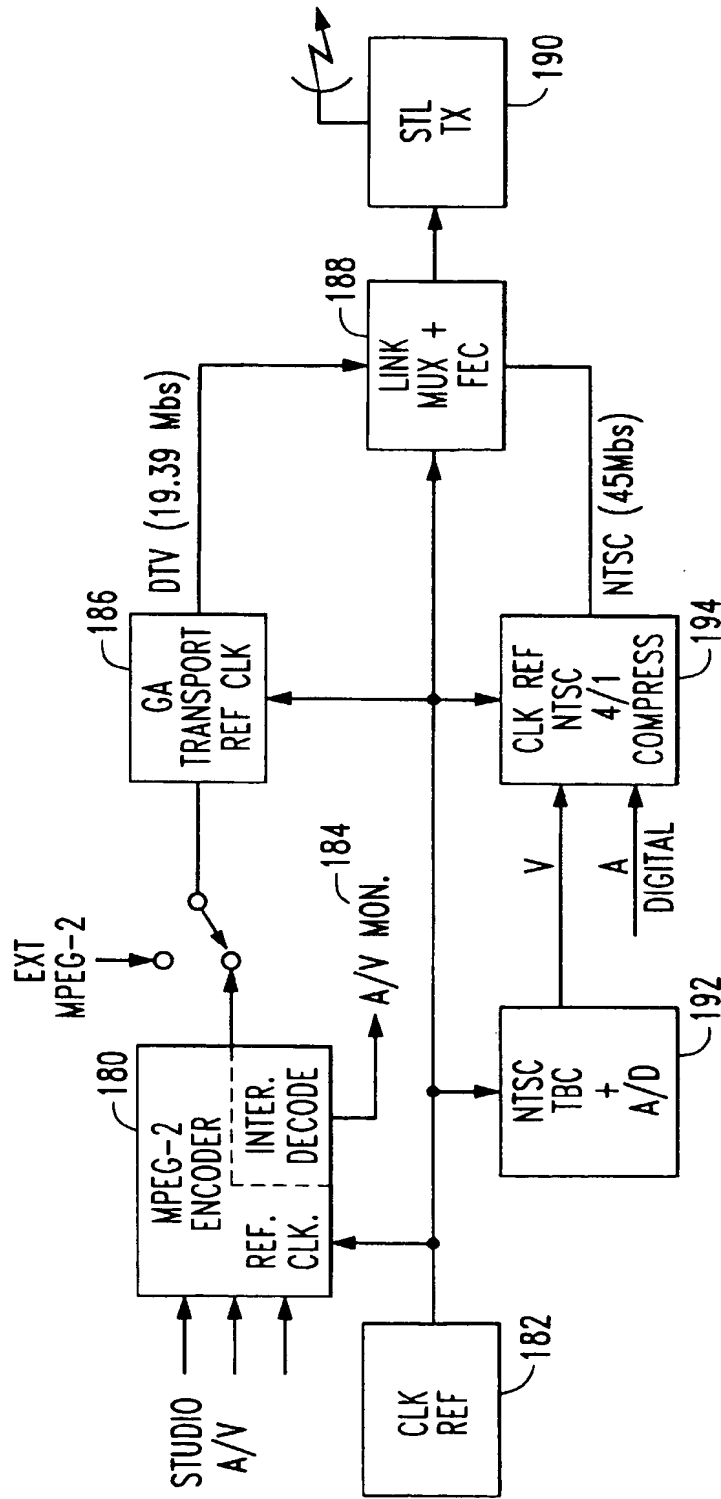 STUDIO
A/V
180
MPEG-2
ENCODER
REF.
CLK.
INTER.
DECODE
EXT
MPEG-2
A/V MON.
184
186
GA
TRANSPORT
REF CLK
DTV (19.39 Mbs)
188
LINK
MUX +
FEC
STL
TX
190
CLK
REF
182
NTSC
TBC
+
A/D
192
V
A
DIGITAL
CLK REF
NTSC
4/1
COMPRESS
194
NTSC (45Mbs)